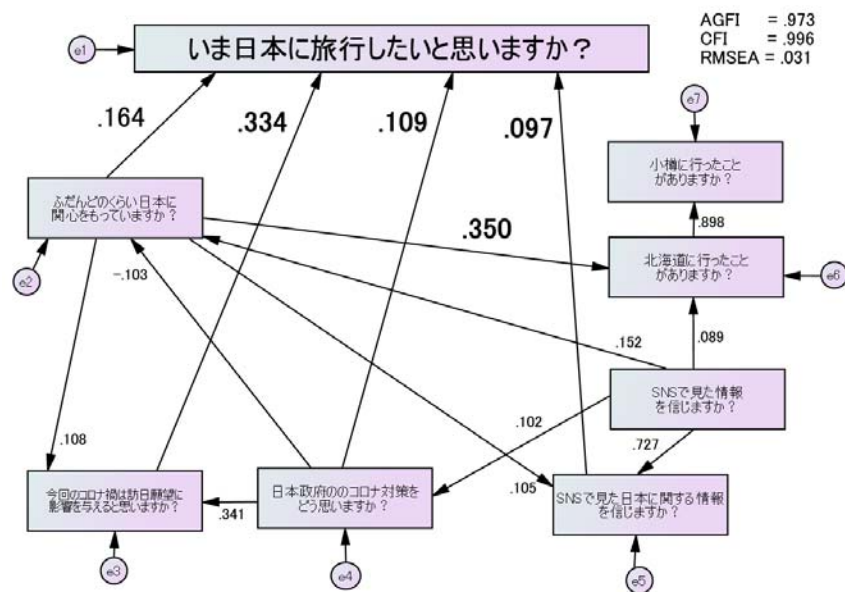 AGFI = .973
CFI = .996
RMSEA = .031
e1
いま日本に旅行したいと思いますか？
e7
.164
.334
.109
.097
小樽に行ったこと
がありますか？
ふだんどのくらい日本に
関心をもっていますか？
.350
.898
e2
-.103
北海道に行ったこと
がありますか？
e6
.152
.089
SNSで見た情報
を信じますか？
.108
.102
.727
今回のコロナ禍は訪日願望に
影響を与えると思いますか？
.341
日本政府ののコロナ対策を
どう思いますか？
.105
SNSで見た日本に関する情報
を信じますか？
e3
e4
e5